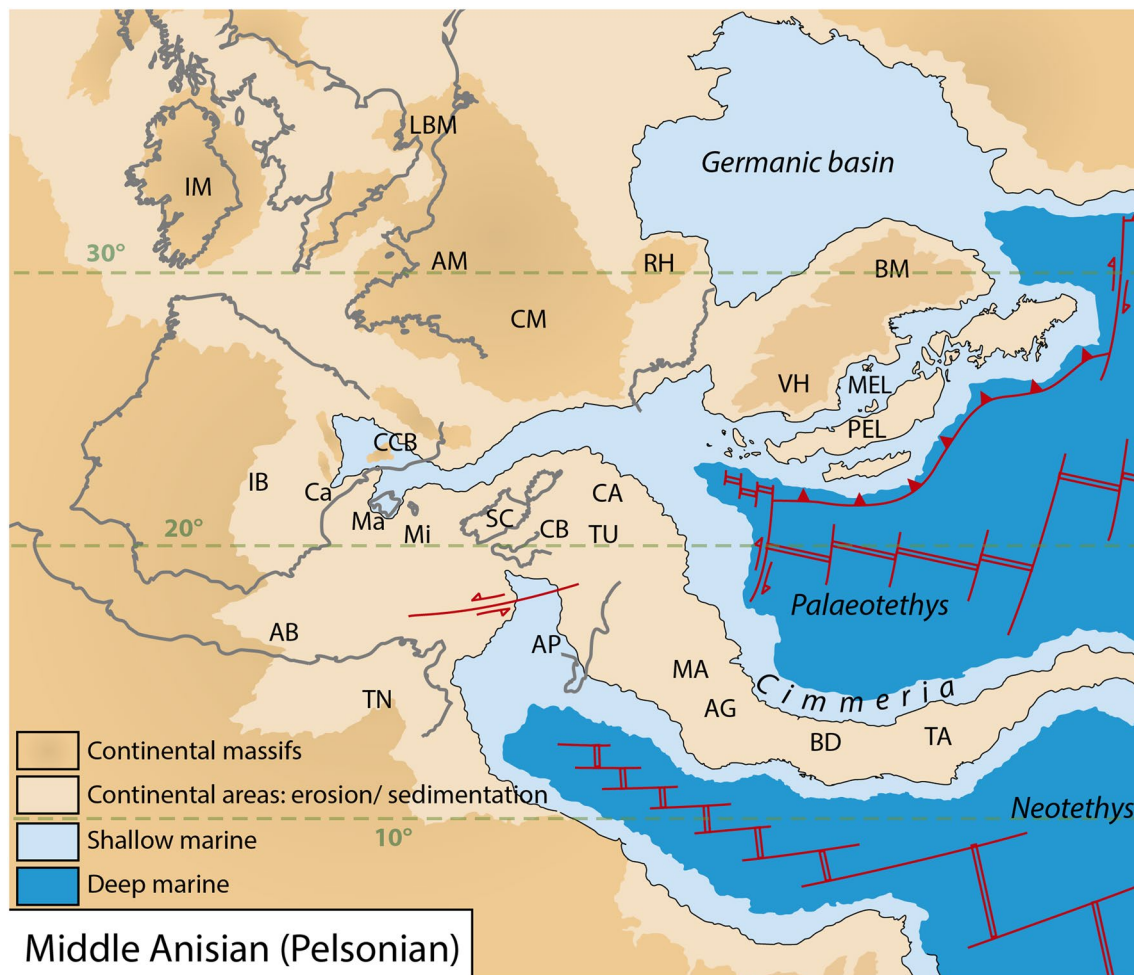 LBM
Germanic basin
IM
30°
AM
RH
BM
CM
VH
MEL
CCB
PEL
IB
Ca
CA
Ma
SC
Mi
CB
TU
20°
Palaeotethys
AB
AP
MA
TN
Cimmeria
AG
BD
TA
Continental massifs
Continental areas: erosion/ sedimentation
Neotethys
10°
Shallow marine
Deep marine
Middle Anisian (Pelsonian)